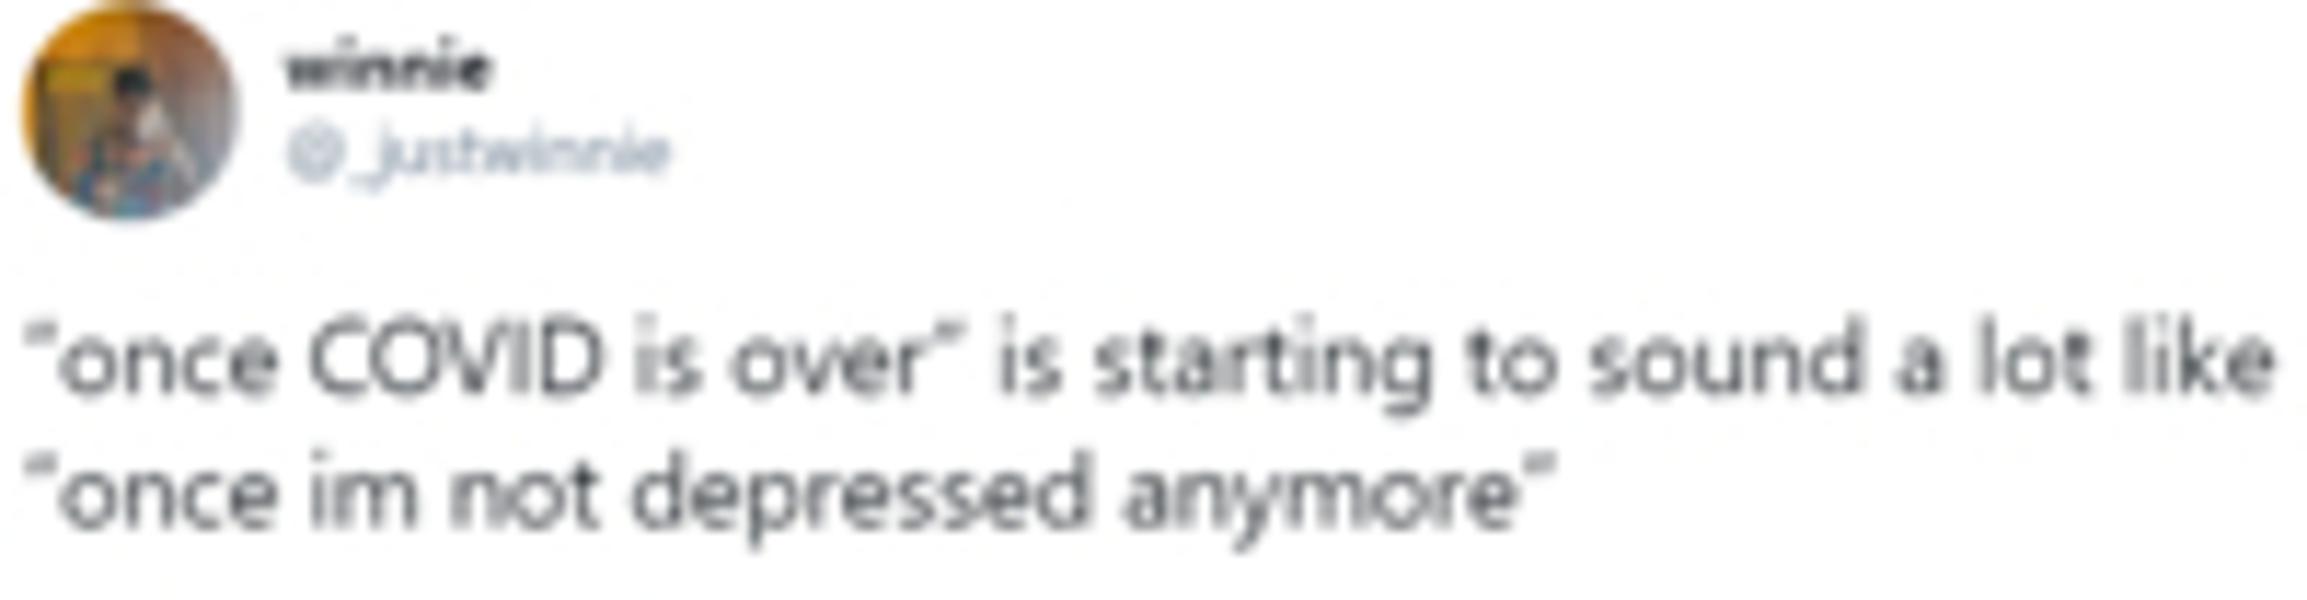 winnie
@_justwinnie
“once COVID is over” is starting to sound a lot like
“once im not depressed anymore”